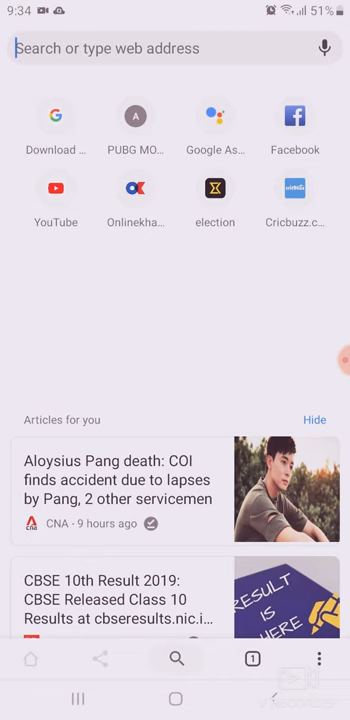 9:34
51%
Search or type web address
Download ...
A
PUBG MO...
Google As...
Facebook
YouTube
Onlinekha...
election
Cricbuzz.c...
Articles for you
Hide
Aloysius Pang death: COI
finds accident due to lapses
by Pang, 2 other servicemen
cna
CNA - 9 hours ago
CBSE 10th Result 2019:
CBSE Released Class 10
Results at cbseresults.nic.i...
RESULT
IS
HERE
1